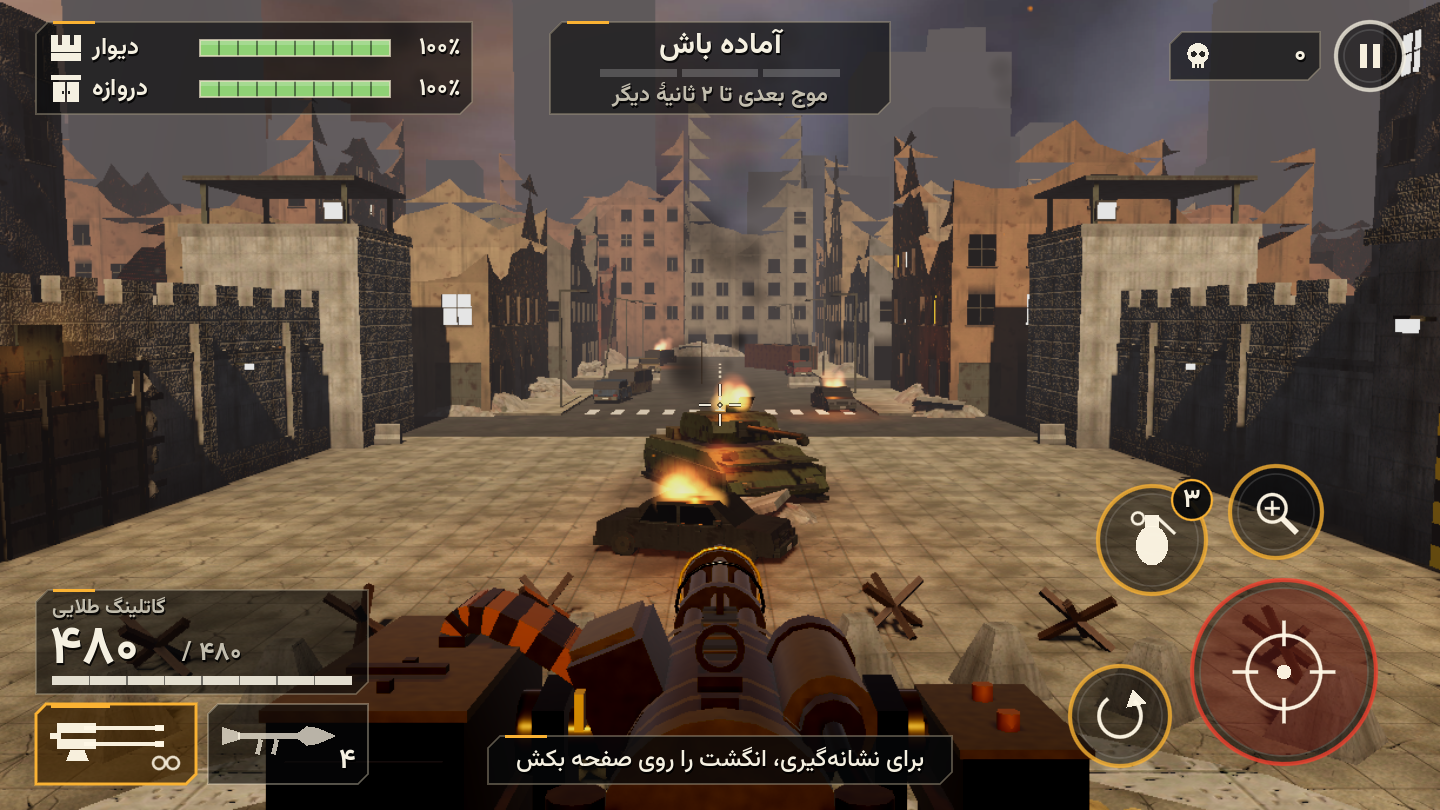 دیوار ۱۰۰٪
دروازه ۱۰۰٪
آماده باش
موج بعدی تا ۲ ثانیهٔ دیگر
۰
۳
گاتلینگ طلایی
۴۸۰ / ۴۸۰
∞
۴
برای نشانه‌گیری، انگشت را روی صفحه بکش